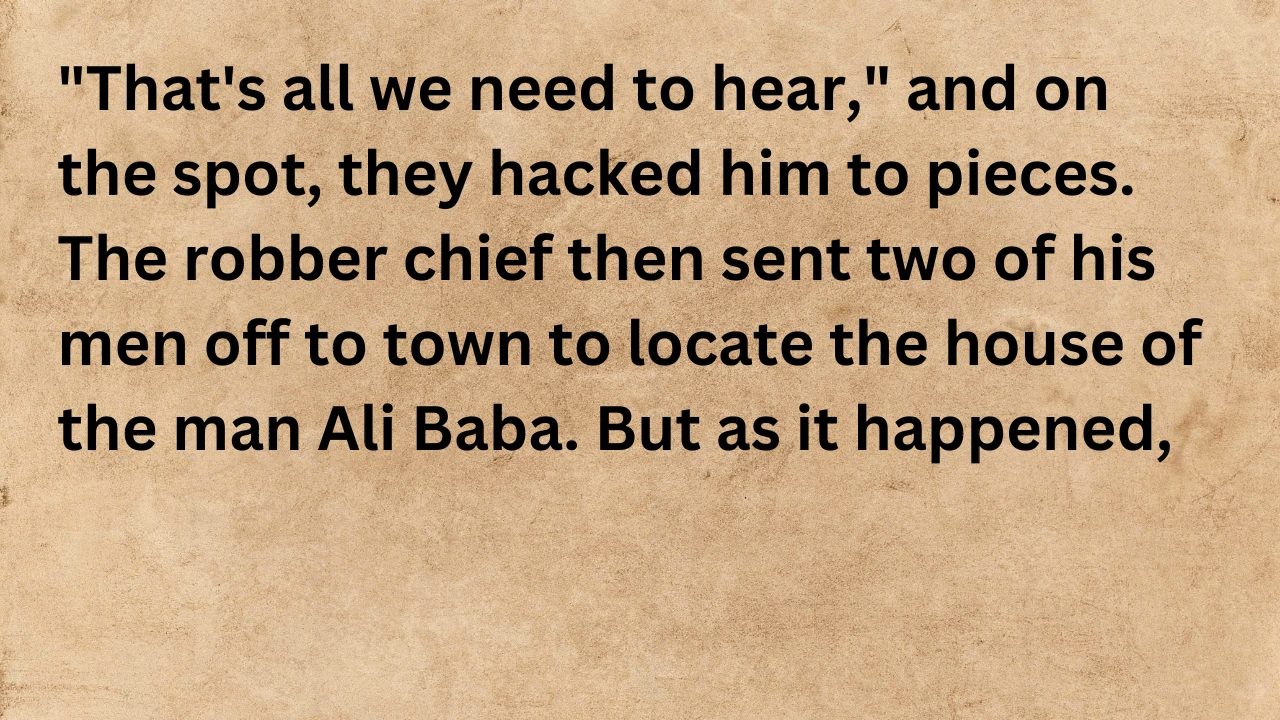 "That's all we need to hear," and on
the spot, they hacked him to pieces.
The robber chief then sent two of his
men off to town to locate the house of
the man Ali Baba. But as it happened,